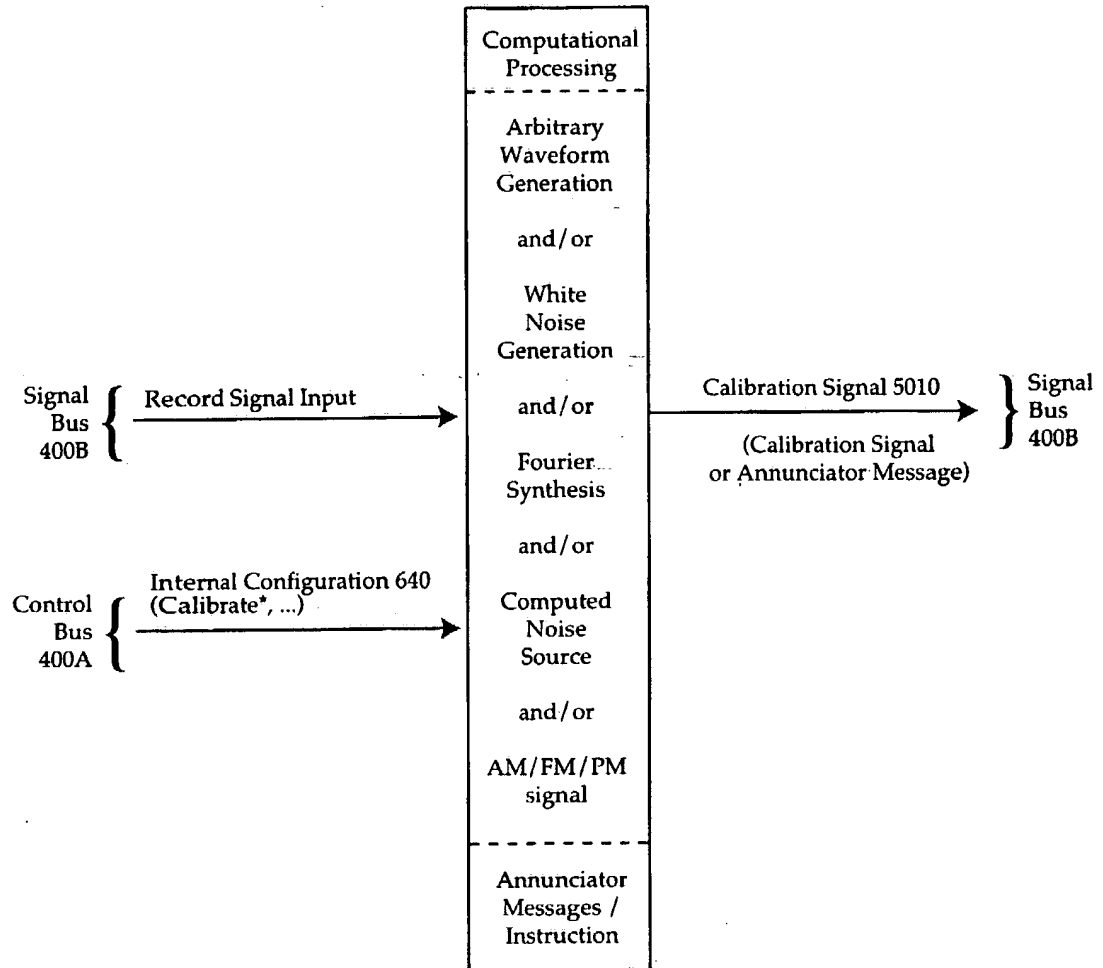 Computational
Processing
Arbitrary
Waveform
Generation
and/or
White
Noise
Generation
and/or
Fourier
Synthesis
and/or
Computed
Noise
Source
and/or
AM/FM/PM
signal
Annunciator
Messages /
Instruction
Signal
Bus
400B
Record Signal Input
Control
Bus
400A
Internal Configuration 640
(Calibrate*, ...)
Calibration Signal 5010
(Calibration Signal
or Annunciator Message)
Signal
Bus
400B